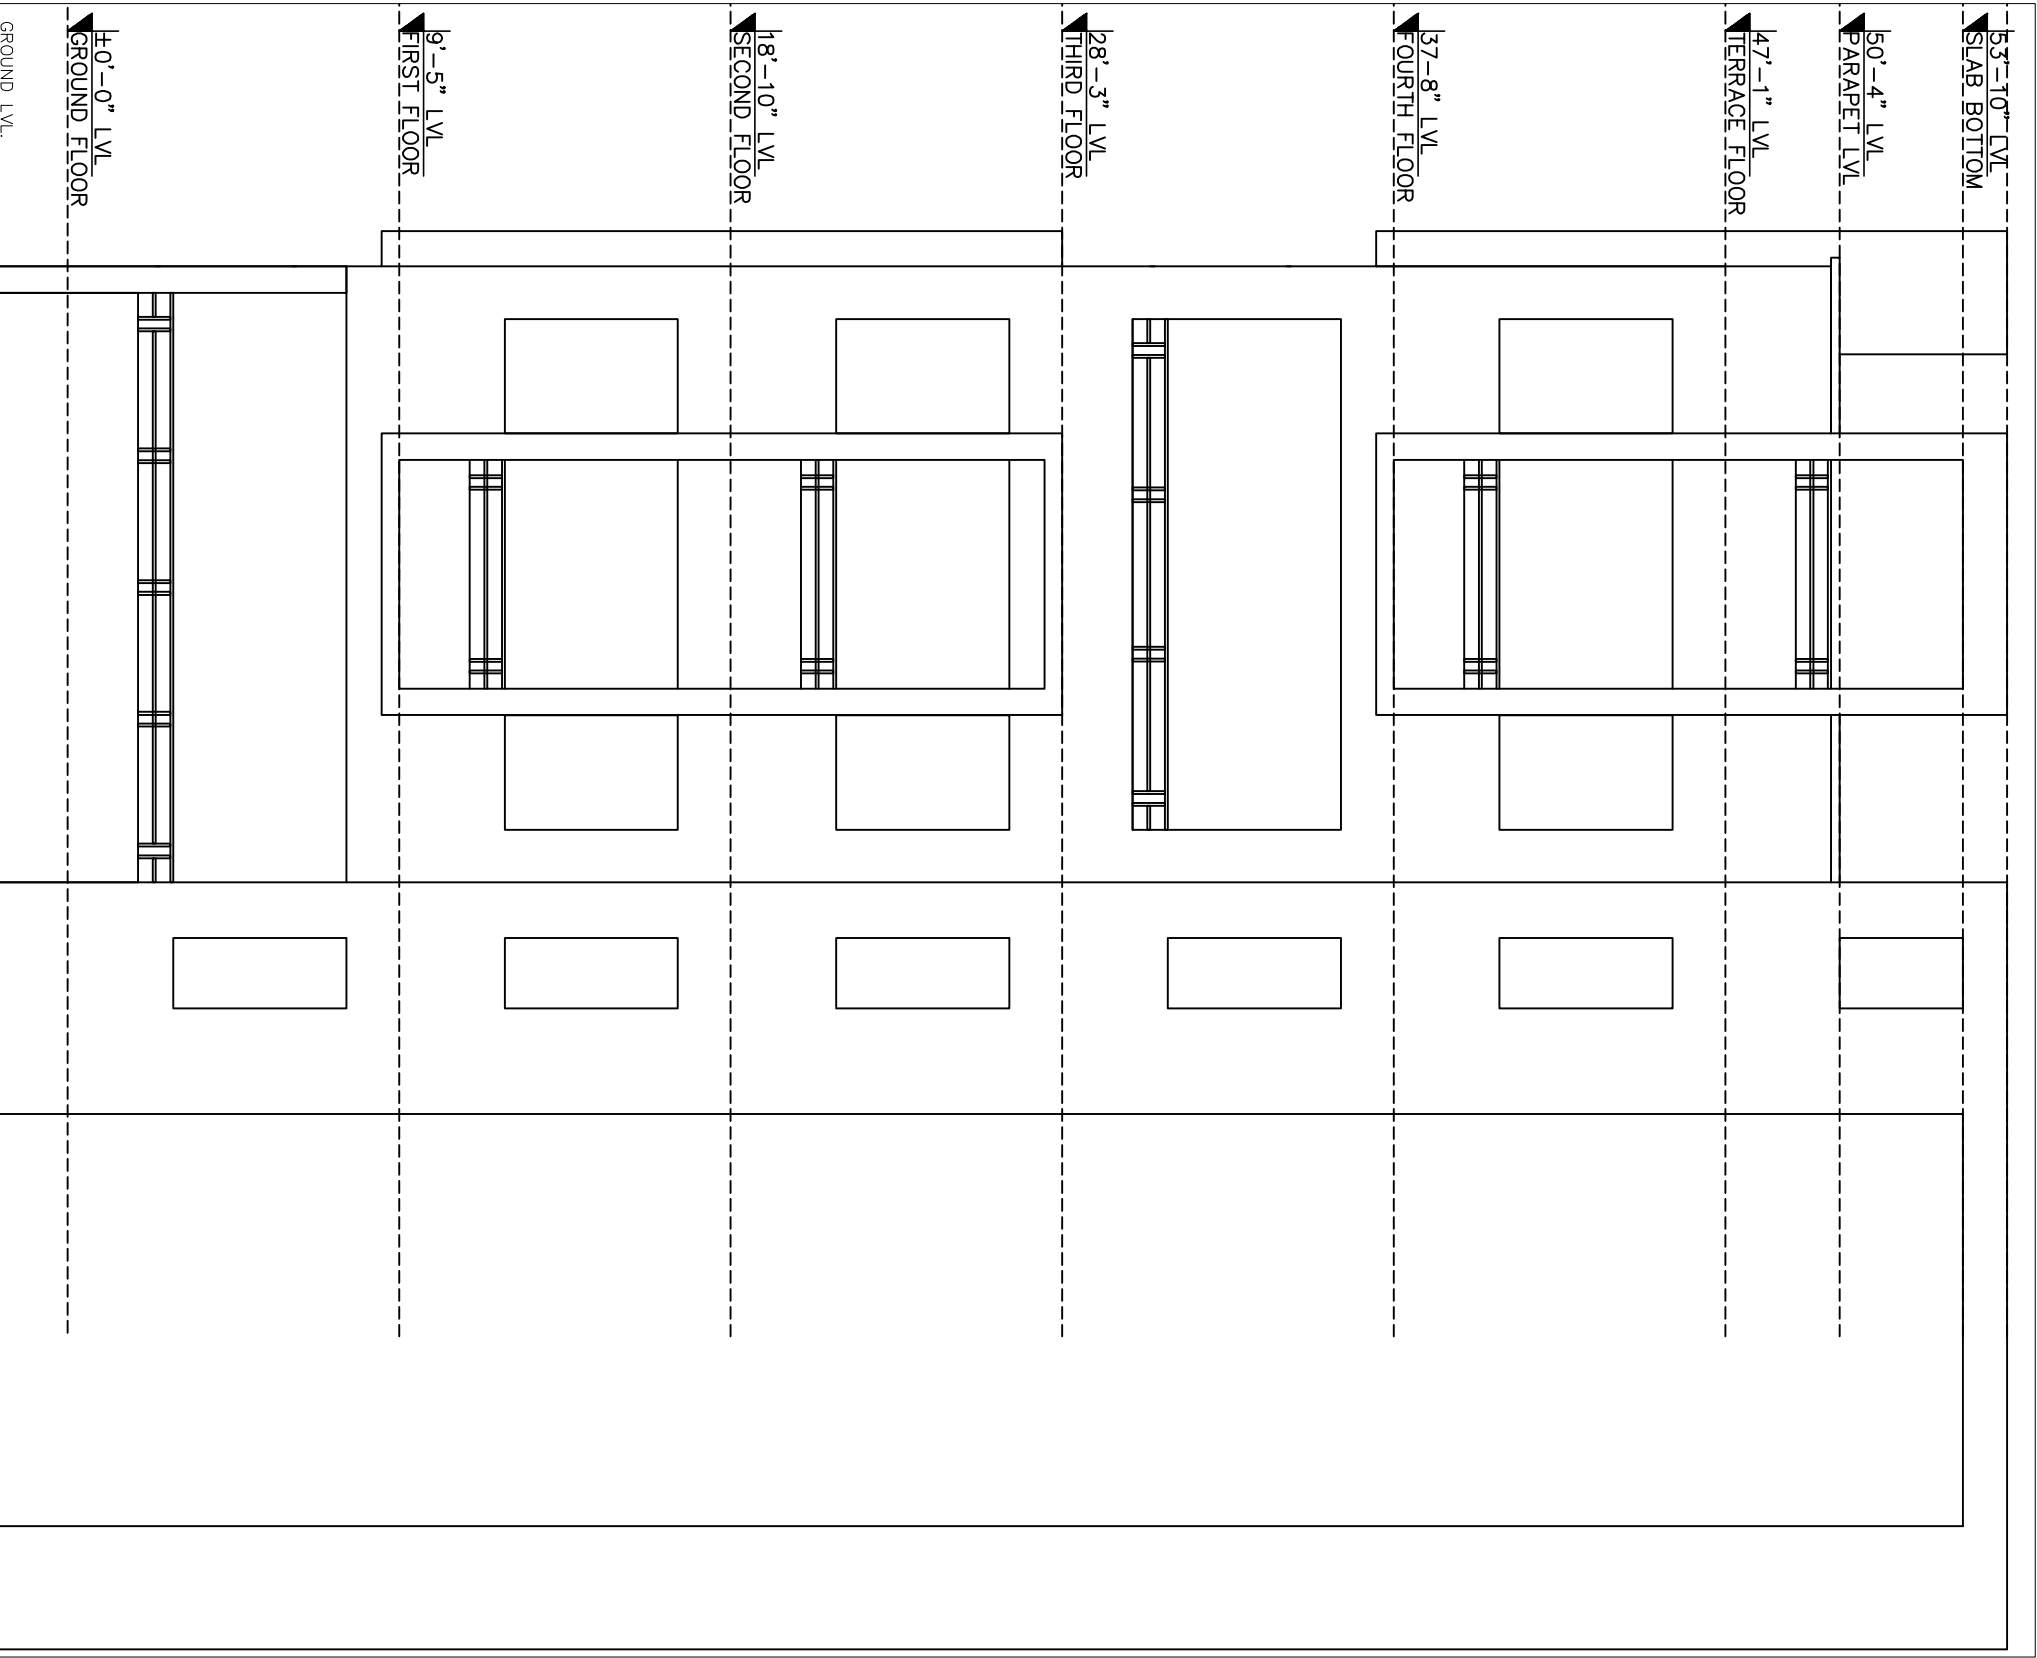 53'-10" LVL
SLAB BOTTOM
50'-4" LVL
PARAPET LVL
47'-1" LVL
TERRACE FLOOR
37-8" LVL
FOURTH FLOOR
28'-3" LVL
THIRD FLOOR
18'-10" LVL
SECOND FLOOR
9'-5" LVL
FIRST FLOOR
±0'-0" LVL
GROUND FLOOR
GROUND LVL.